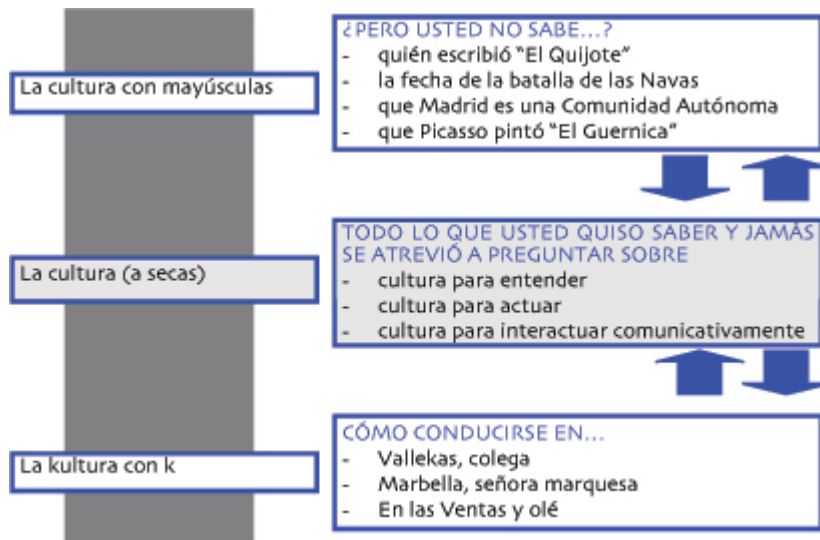 La cultura con mayúsculas
¿PERO USTED NO SABE...?
- quién escribió "El Quijote"
- la fecha de la batalla de las Navas
- que Madrid es una Comunidad Autónoma
- que Picasso pintó "El Guernica"
La cultura (a secas)
TODO LO QUE USTED QUISO SABER Y JAMÁS
SE ATREVIÓ A PREGUNTAR SOBRE
- cultura para entender
- cultura para actuar
- cultura para interactuar comunicativamente
La kultura con k
CÓMO CONDUCIRSE EN...
- Vallekas, colega
- Marbella, señora marquesa
- En las Ventas y olé